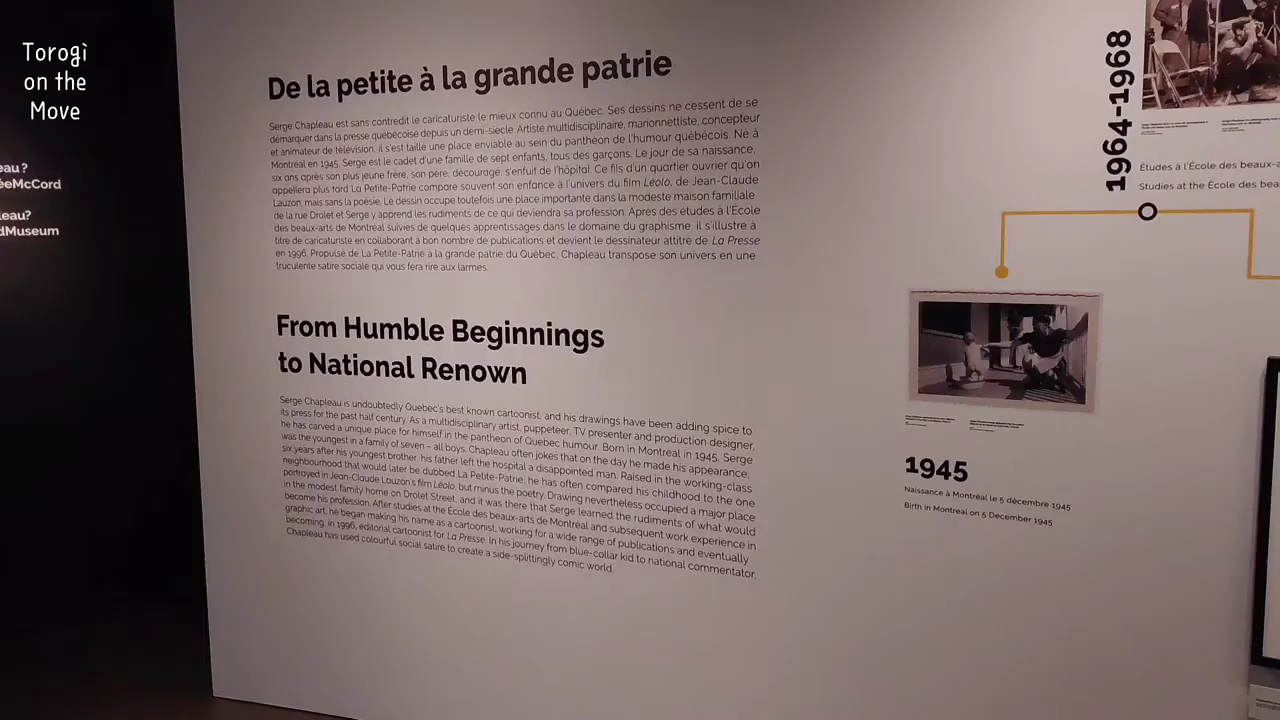 Torogì
on the
Move
eau ?
éeMcCord
leau?
dMuseum
De la petite à la grande patrie
Serge Chapleau est sans contredit le caricaturiste le mieux connu au Québec. Ses dessins ne cessent de se
démarquer dans la presse québécoise depuis un demi-siècle. Artiste multidisciplinaire, marionnettiste, concepteur
et animateur de télévision, il s'est taillé une place enviable au sein du panthéon de l'humour québécois. Né à
Montréal en 1945, Serge est le cadet d'une famille de sept enfants, tous des garçons. Le jour de sa naissance,
six ans après son plus jeune frère, son père, découragé, s'enfuit de l'hôpital. Ce fils d'un quartier ouvrier qu'on
appellera plus tard La Petite-Patrie compare souvent son enfance à l'univers du film Léolo, de Jean-Claude
Lauzon, mais sans la poésie. Le dessin occupe toutefois une place importante dans la modeste maison familiale
de la rue Drolet et Serge y apprend les rudiments de ce qui deviendra sa profession. Après des études à l'École
des beaux-arts de Montréal suivies de quelques apprentissages dans le domaine du graphisme, il s'illustre à
titre de caricaturiste en collaborant à bon nombre de publications et devient le dessinateur attitré de La Presse
en 1996. Propulsé de La Petite-Patrie à la grande patrie du Québec, Chapleau transpose son univers en une
truculente satire sociale qui vous fera rire aux larmes.
From Humble Beginnings
to National Renown
Serge Chapleau is undoubtedly Quebec's best known cartoonist, and his drawings have been adding spice to
its press for the past half century. As a multidisciplinary artist, puppeteer, TV presenter and production designer,
he has carved a unique place for himself in the pantheon of Quebec humour. Born in Montreal in 1945, Serge
was the youngest in a family of seven – all boys. Chapleau often jokes that on the day he made his appearance,
six years after his youngest brother, his father left the hospital a disappointed man. Raised in the working-class
neighbourhood that would later be dubbed La Petite-Patrie, he has often compared his childhood to the one
portrayed in Jean-Claude Louzon's film Léolo, but minus the poetry. Drawing nevertheless occupied a major place
in the modest family home on Drolet Street, and it was there that Serge learned the rudiments of what would
become his profession. After studies at the École des beaux-arts de Montréal and subsequent work experience in
graphic art, he began making his name as a cartoonist, working for a wide range of publications and eventually
becoming, in 1996, editorial cartoonist for La Presse. In his journey from blue-collar kid to national commentator,
Chapleau has used colourful social satire to create a side-splittingly comic world.
1964-1968
Études à l'École des beaux-a
Studies at the École des bea
1945
Naissance à Montréal le 5 décembre 1945
Birth in Montreal on 5 December 1945